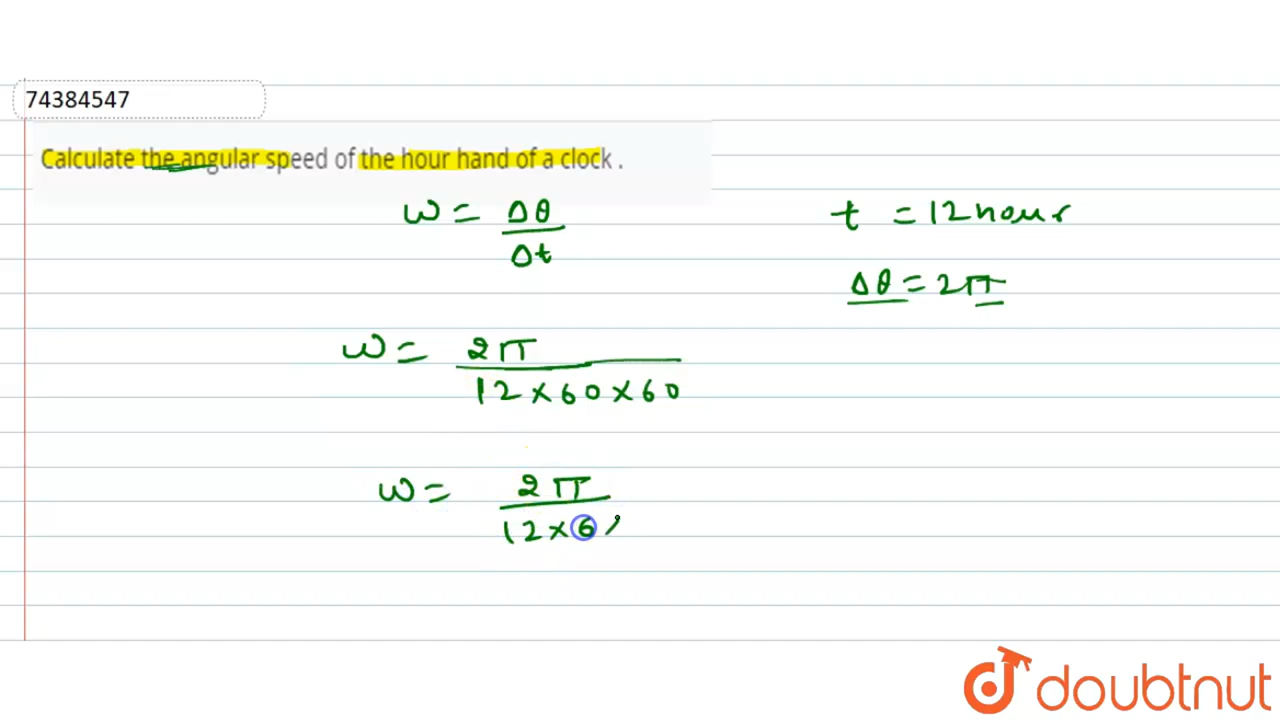 74384547
Calculate the angular speed of the hour hand of a clock .
ω = Δθ / Δt
t = 12 hour
Δθ = 2π
ω = 2π / 12 × 60 × 60
ω = 2π / 12 × 6
doubtnut